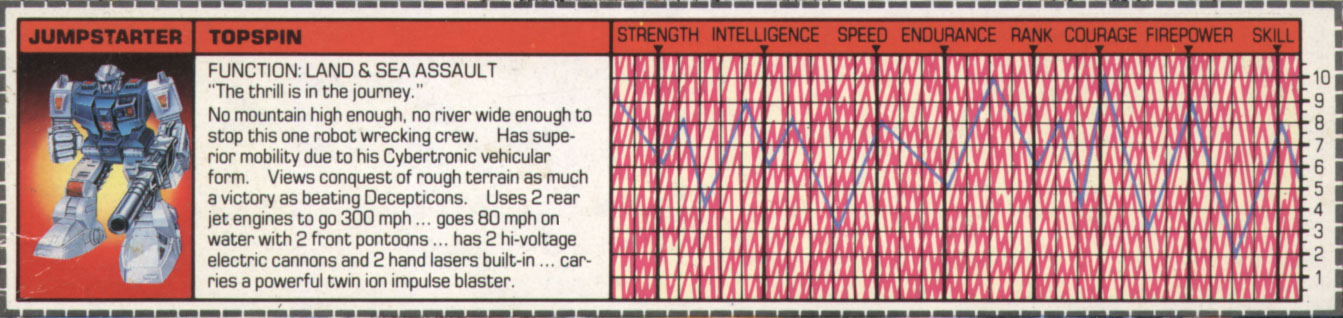 JUMPSTARTER
TOPSPIN
STRENGTH INTELLIGENCE SPEED ENDURANCE RANK COURAGE FIREPOWER SKILL
FUNCTION: LAND & SEA ASSAULT
"The thrill is in the journey."
No mountain high enough, no river wide enough to
stop this one robot wrecking crew. Has supe-
rior mobility due to his Cybertronic vehicular
form. Views conquest of rough terrain as much
a victory as beating Decepticons. Uses 2 rear
jet engines to go 300 mph ... goes 80 mph on
water with 2 front pontoons ... has 2 hi-voltage
electric cannons and 2 hand lasers built-in ... car-
ries a powerful twin ion impulse blaster.
10
9
8
7
6
5
4
3
2
1